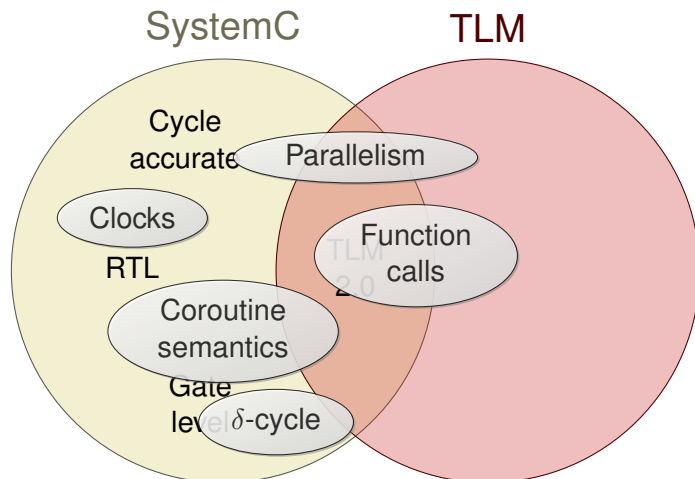 SystemC
TLM
Cycle
accurate
Parallelism
Clocks
Function
calls
TLM
2.0
RTL
Coroutine
semantics
Gate
level
δ-cycle